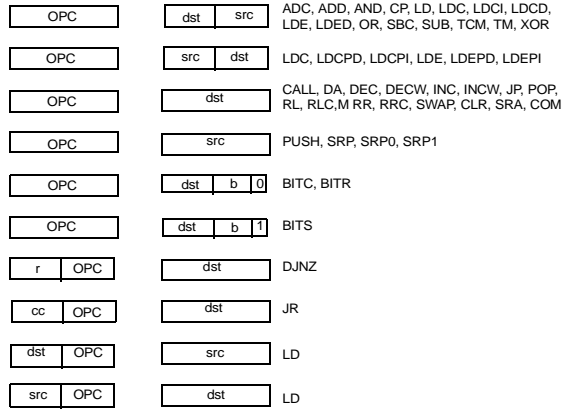 OPC dst src ADC, ADD, AND, CP, LD, LDC, LDCI, LDCD,
LDE, LDED, OR, SBC, SUB, TCM, TM, XOR
OPC src dst LDC, LDCPD, LDCPI, LDE, LDEPD, LDEPI
OPC dst CALL, DA, DEC, DECW, INC, INCW, JP, POP,
RL, RLC,M RR, RRC, SWAP, CLR, SRA, COM
OPC src PUSH, SRP, SRP0, SRP1
OPC dst b 0 BITC, BITR
OPC dst b 1 BITS
r OPC dst DJNZ
cc OPC dst JR
dst OPC src LD
src OPC dst LD